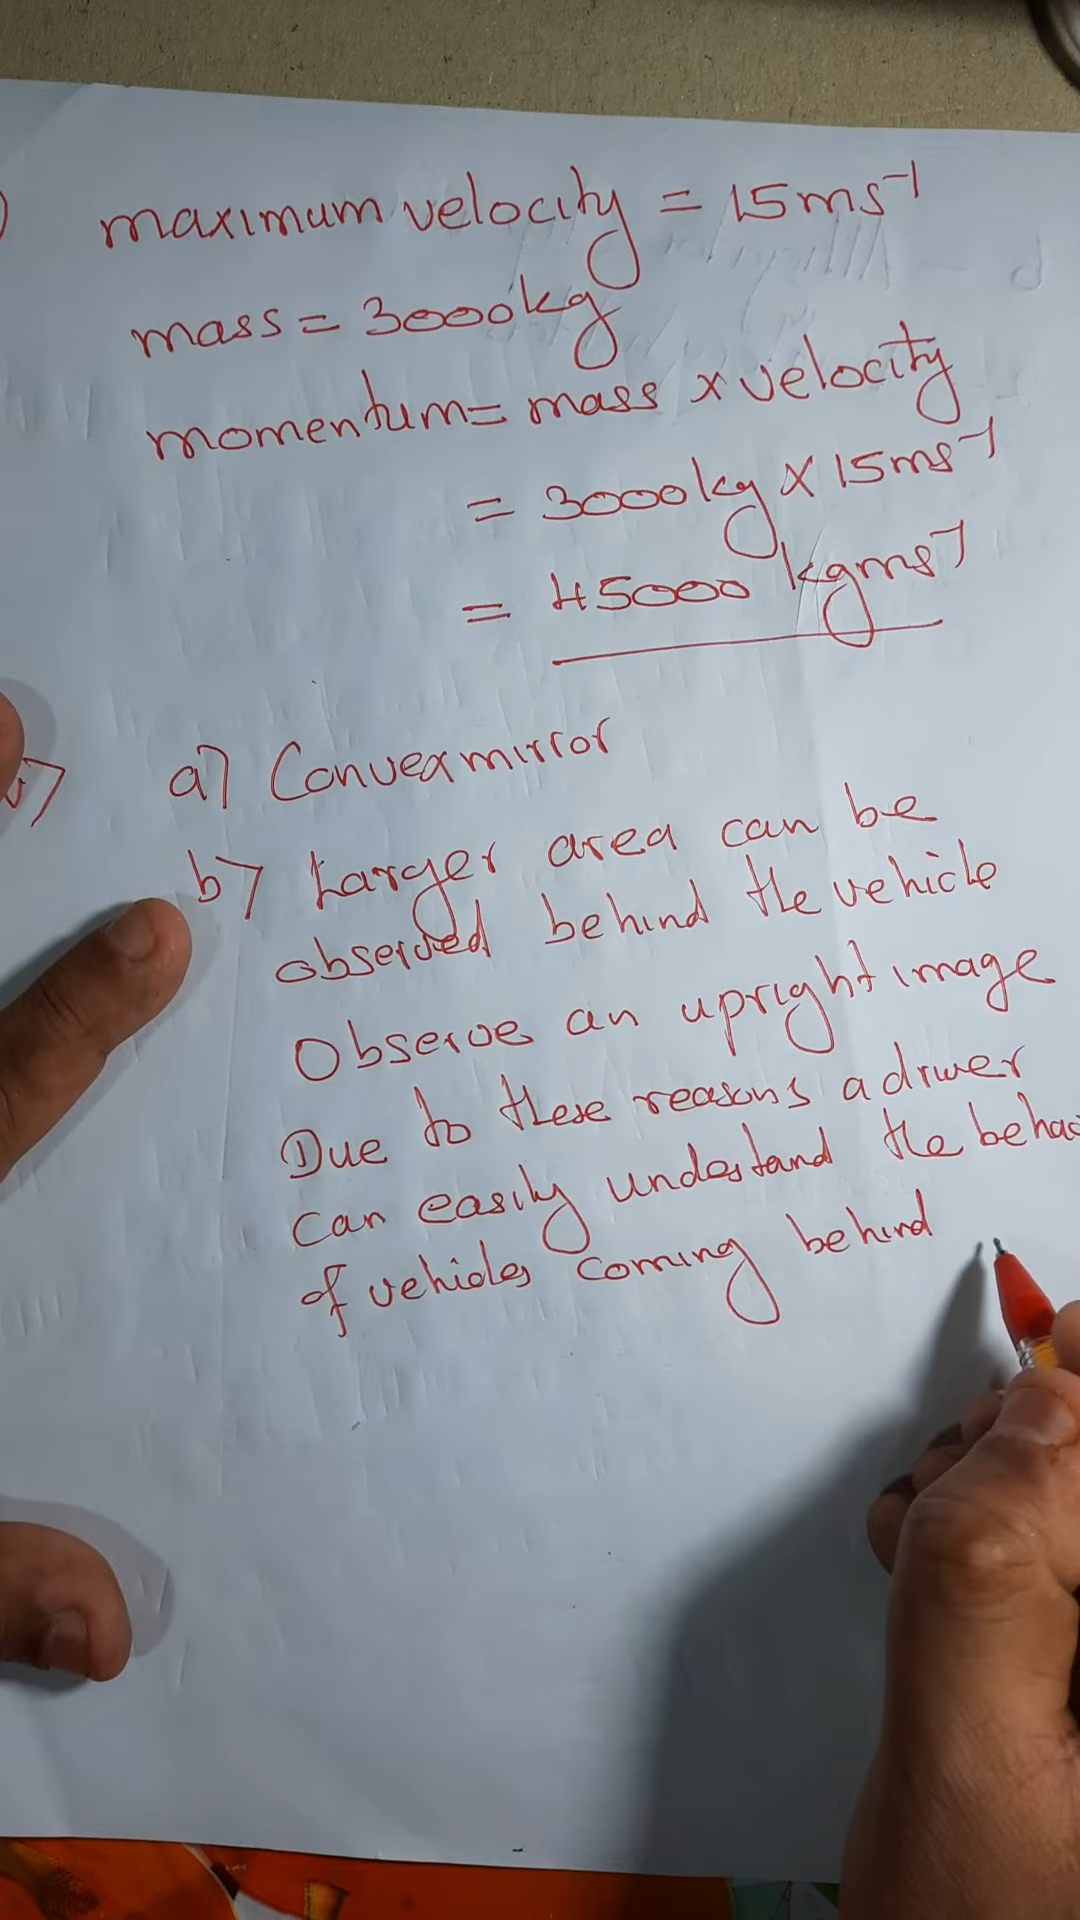 )
maximum velocity = 15ms⁻¹
mass = 3000kg
momentum = mass × velocity
= 3000kg × 15ms⁻¹
= 45000 kgms⁻¹
v) a) Convex mirror
b) Larger area can be
observed behind the vehicle
Observe an upright image
Due to these reasons a driver
can easily understand the behav
of vehicles coming behind